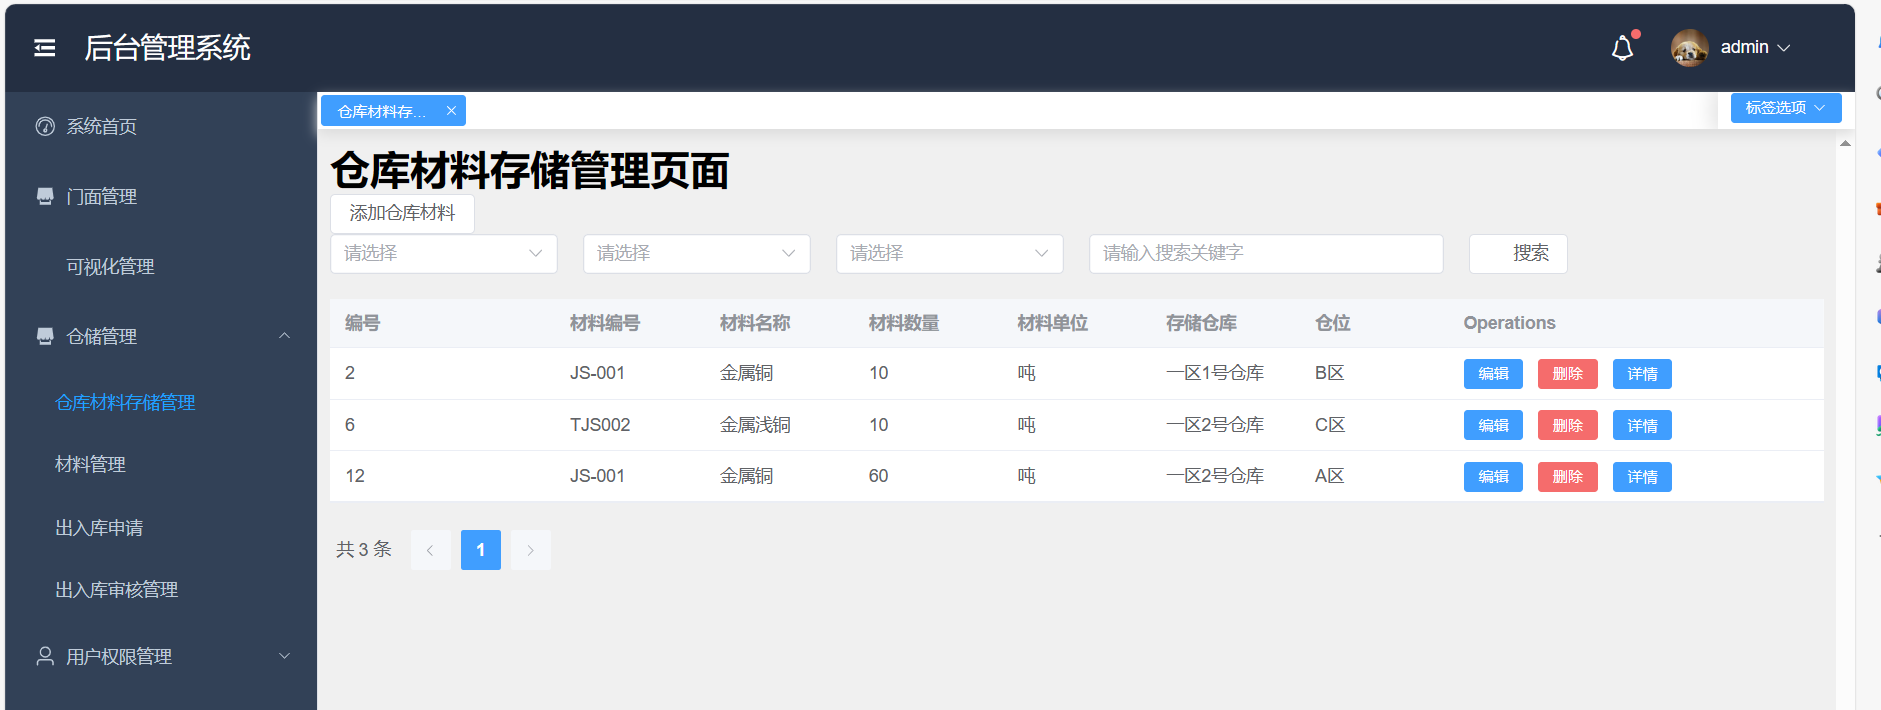 后台管理系统
admin
系统首页
门面管理
可视化管理
仓储管理
仓库材料存储管理
材料管理
出入库申请
出入库审核管理
用户权限管理
仓库材料存...
标签选项
仓库材料存储管理页面
添加仓库材料
请选择 请选择 请选择 请输入搜索关键字 搜索
编号 材料编号 材料名称 材料数量 材料单位 存储仓库 仓位 Operations
2 JS-001 金属铜 10 吨 一区1号仓库 B区 编辑 删除 详情
6 TJS002 金属浅铜 10 吨 一区2号仓库 C区 编辑 删除 详情
12 JS-001 金属铜 60 吨 一区2号仓库 A区 编辑 删除 详情
共 3 条 1